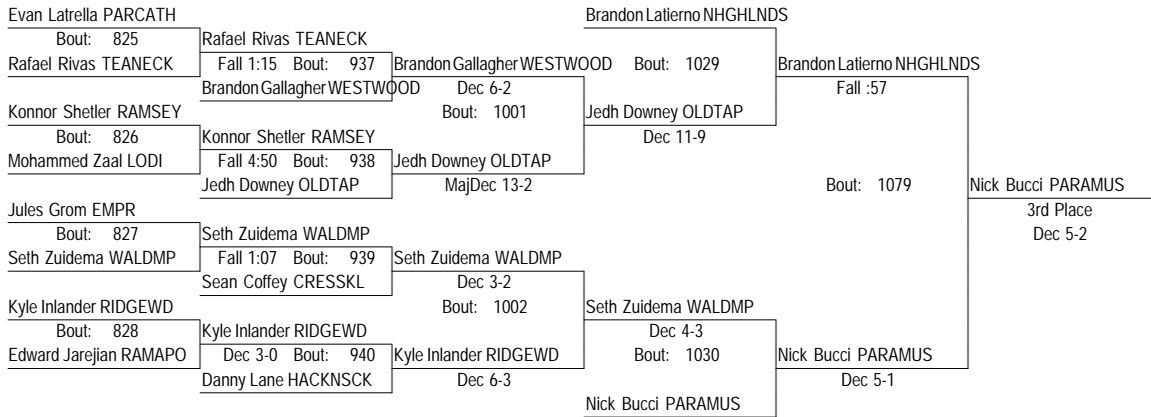 Evan Latrella PARCATH
Brandon Latierno NHGHLNDS
Bout: 825
Rafael Rivas TEANECK
Rafael Rivas TEANECK
Fall 1:15 Bout: 937
Brandon Gallagher WESTWOOD
Bout: 1029
Brandon Latierno NHGHLNDS
Brandon Gallagher WESTWOOD
Dec 6-2
Fall :57
Konnor Shetler RAMSEY
Bout: 1001
Jedh Downey OLDTAP
Bout: 826
Konnor Shetler RAMSEY
Dec 11-9
Mohammed Zaal LODI
Fall 4:50 Bout: 938
Jedh Downey OLDTAP
Jedh Downey OLDTAP
MajDec 13-2
Bout: 1079
Nick Bucci PARAMUS
Jules Grom EMPR
3rd Place
Bout: 827
Seth Zuidema WALDMP
Dec 5-2
Seth Zuidema WALDMP
Fall 1:07 Bout: 939
Seth Zuidema WALDMP
Sean Coffey CRESSKL
Dec 3-2
Kyle Inlander RIDGEWD
Bout: 1002
Seth Zuidema WALDMP
Bout: 828
Kyle Inlander RIDGEWD
Dec 4-3
Edward Jarejian RAMAPO
Dec 3-0 Bout: 940
Kyle Inlander RIDGEWD
Bout: 1030
Nick Bucci PARAMUS
Danny Lane HACKNSCK
Dec 6-3
Dec 5-1
Nick Bucci PARAMUS